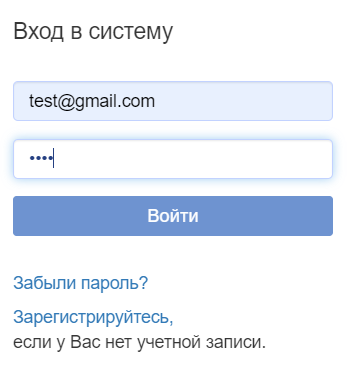 Вход в систему
test@gmail.com
••••
Войти
Забыли пароль?
Зарегистрируйтесь,
если у Вас нет учетной записи.